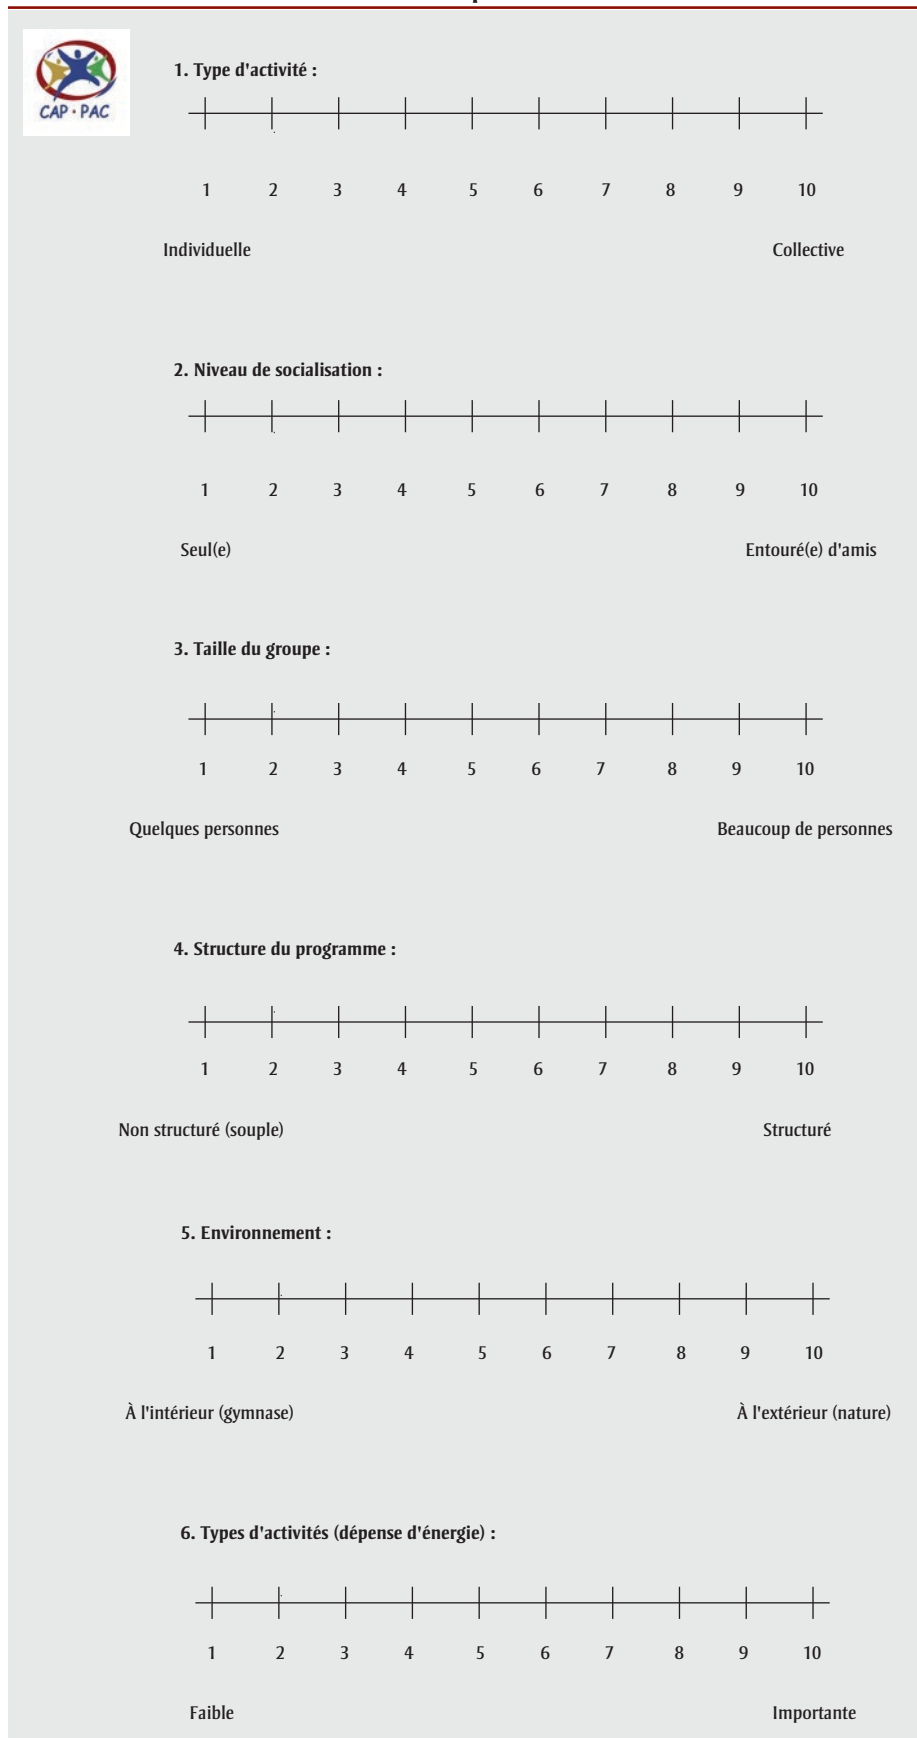 CAP · PAC
1. Type d'activité :
1 2 3 4 5 6 7 8 9 10
Individuelle Collective
2. Niveau de socialisation :
1 2 3 4 5 6 7 8 9 10
Seul(e) Entouré(e) d'amis
3. Taille du groupe :
1 2 3 4 5 6 7 8 9 10
Quelques personnes Beaucoup de personnes
4. Structure du programme :
1 2 3 4 5 6 7 8 9 10
Non structuré (souple) Structuré
5. Environnement :
1 2 3 4 5 6 7 8 9 10
À l'intérieur (gymnase) À l'extérieur (nature)
6. Types d'activités (dépense d'énergie) :
1 2 3 4 5 6 7 8 9 10
Faible Importante